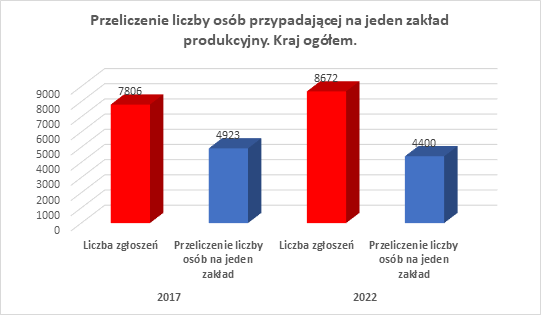 Przeliczenie liczby osób przypadającej na jeden zakład
produkcyjny. Kraj ogółem.
9000
8000
7000
6000
5000
4000
3000
2000
1000
0
7806
4923
8672
4400
Liczba zgłoszeń
Przeliczenie liczby
osób na jeden
zakład
Liczba zgłoszeń
Przeliczenie liczby
osób na jeden
zakład
2017
2022